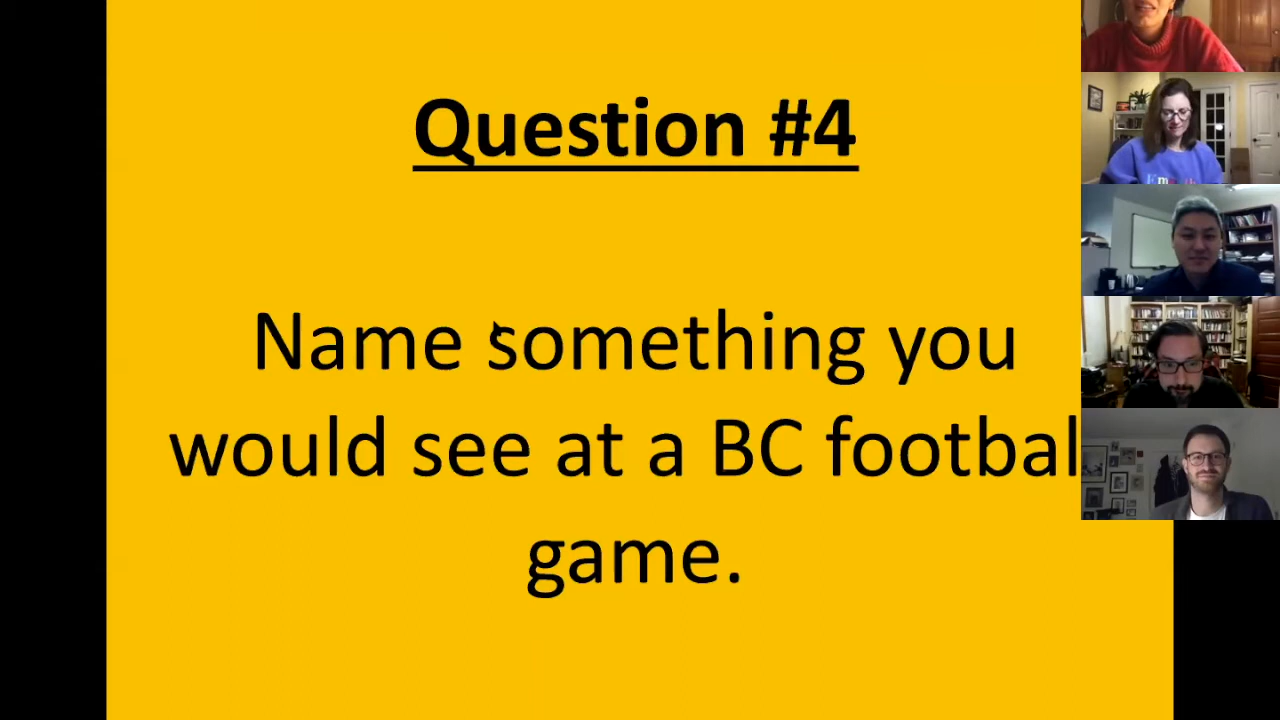 Question #4
Name something you
would see at a BC footbal
game.